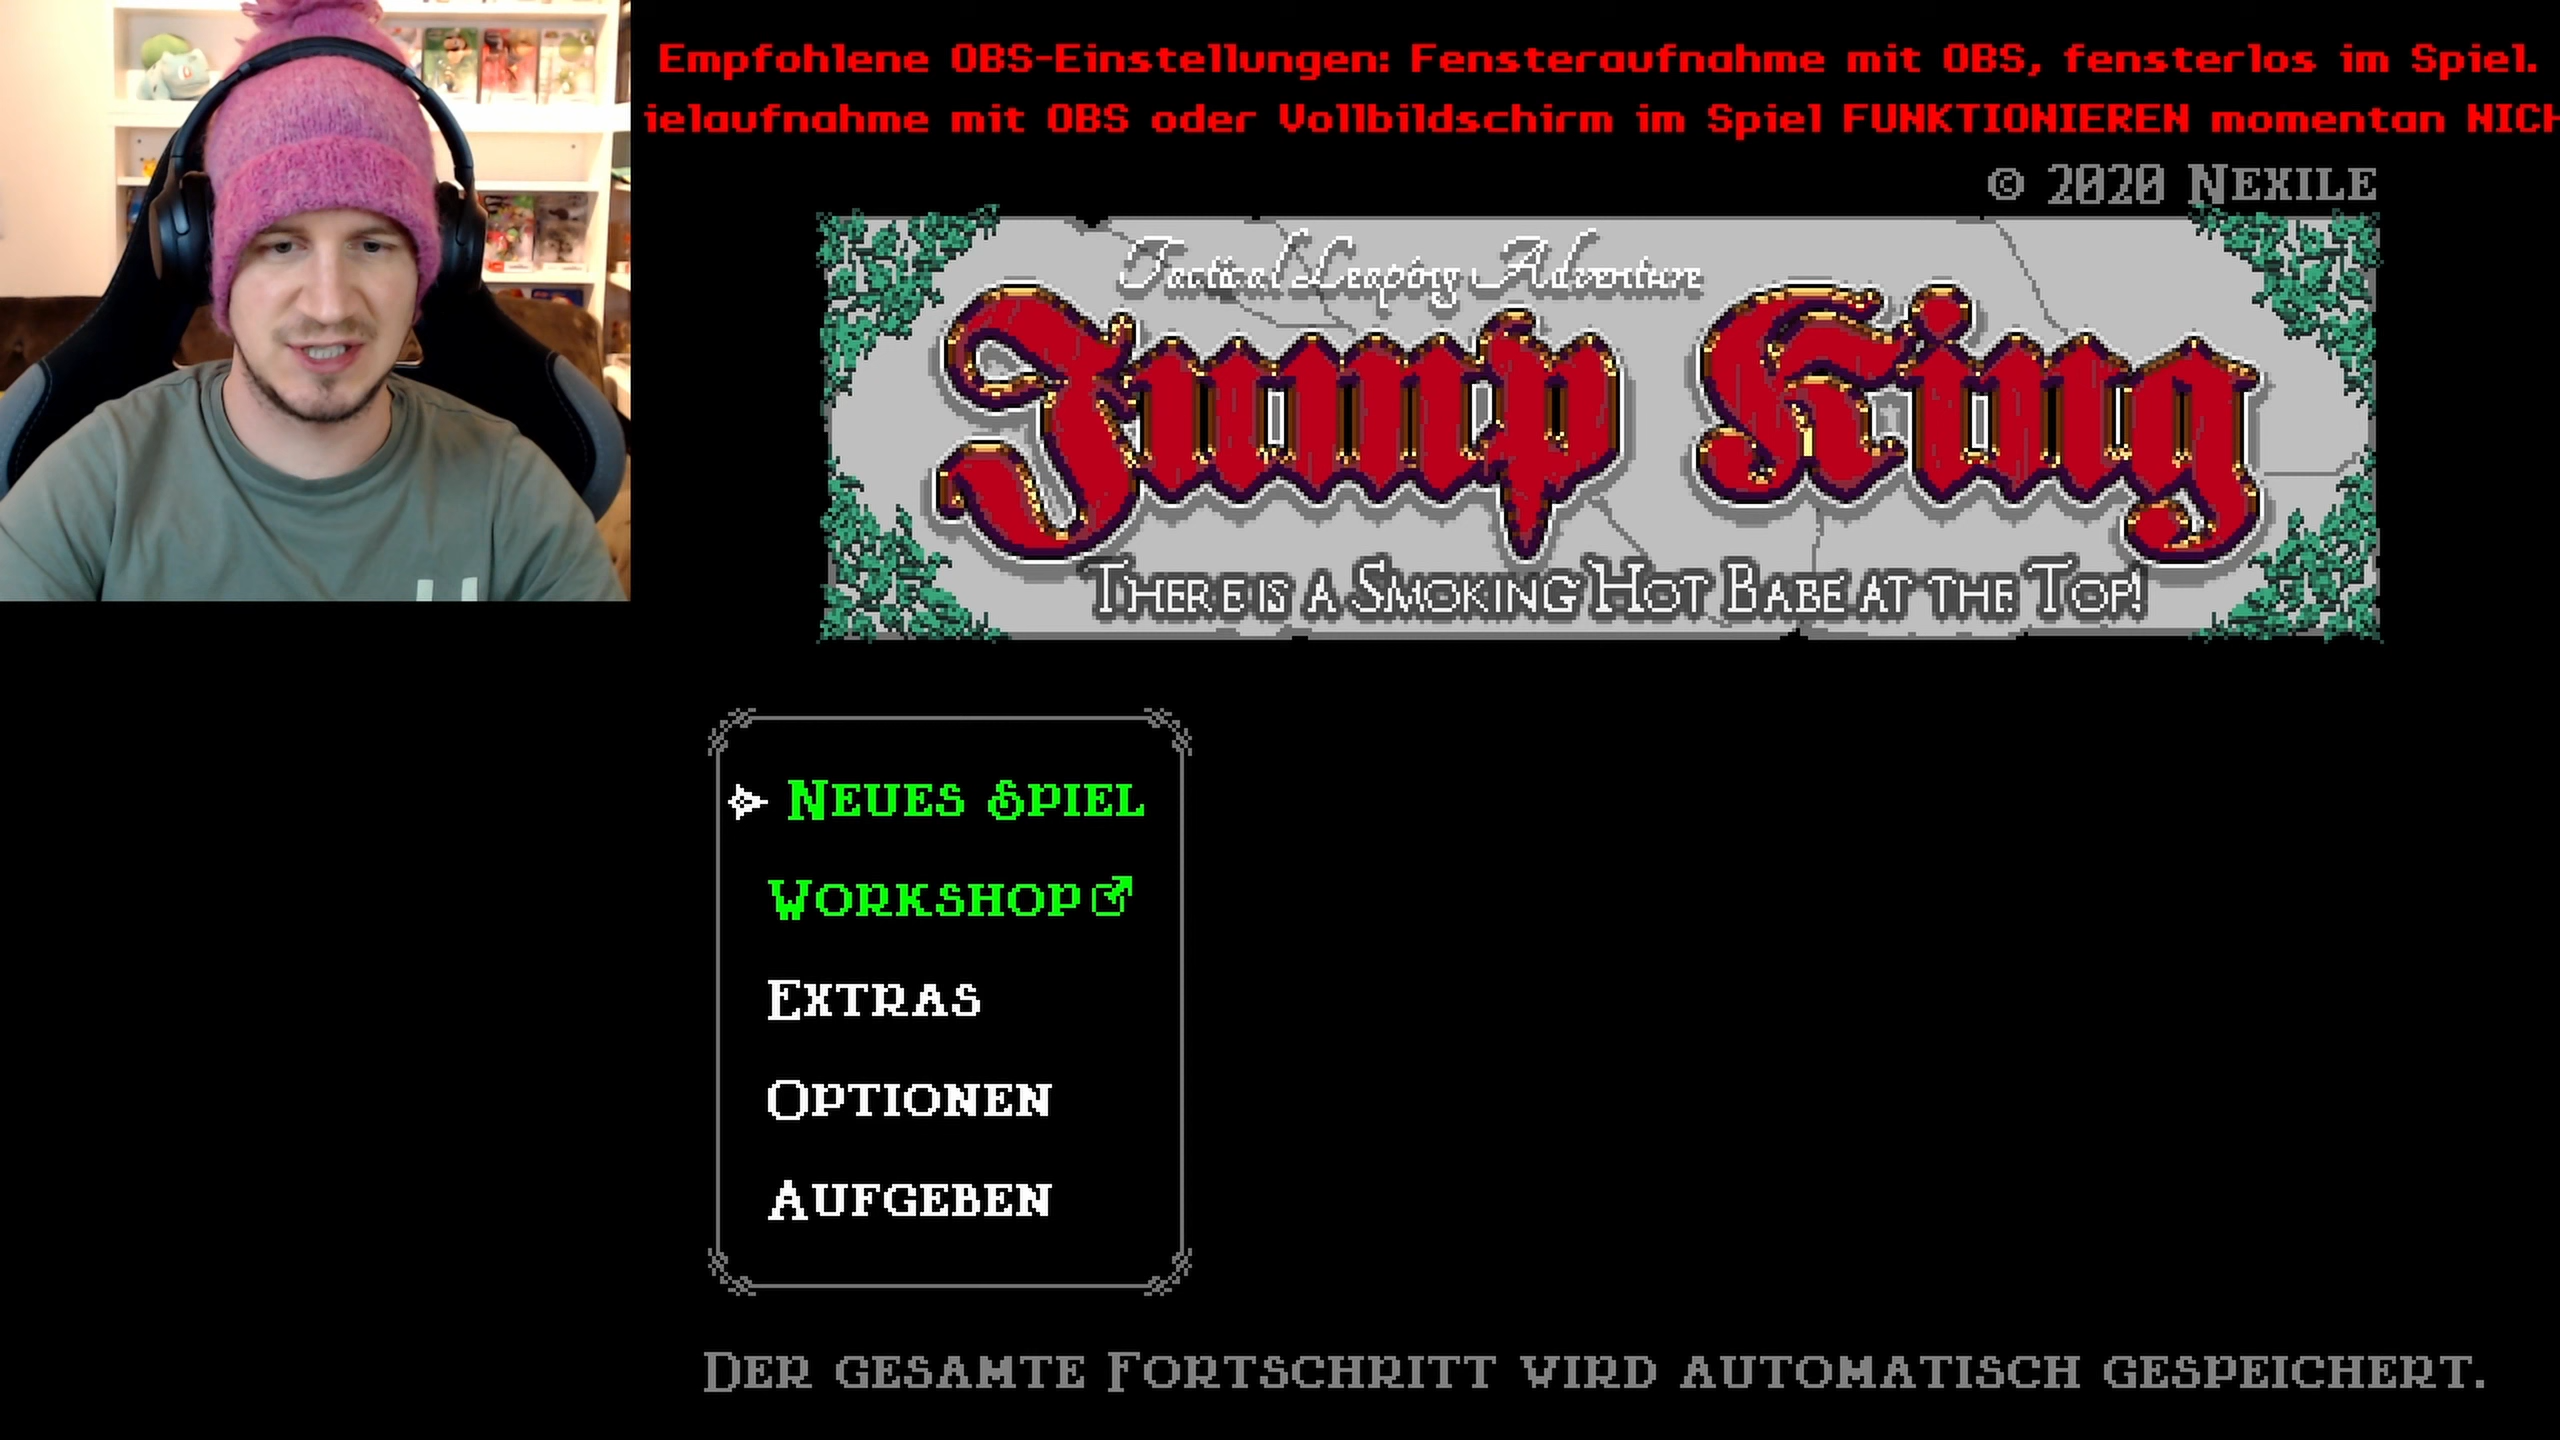 Empfohlene OBS-Einstellungen: Fensteraufnahme mit OBS, fensterlos im Spiel.
ielaufnahme mit OBS oder Vollbildschirm im Spiel FUNKTIONIEREN momentan NICH
© 2020 NEXILE
Tactical Leaping Adventure
Jump King
THERE IS A SMOKING HOT BABE AT THE TOP!
NEUES SPIEL
WORKSHOP
EXTRAS
OPTIONEN
AUFGEBEN
DER GESAMTE FORTSCHRITT WIRD AUTOMATISCH GESPEICHERT.